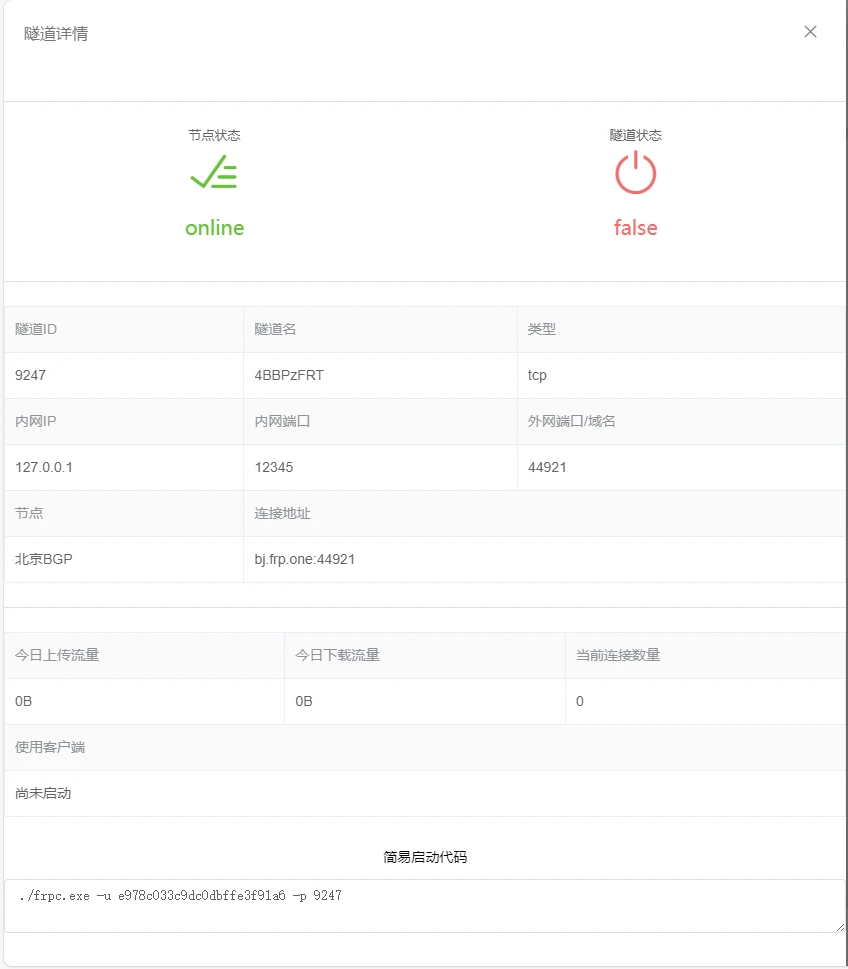 隧道详情
节点状态 隧道状态
online false
隧道ID 隧道名 类型
9247 4BBPzFRT tcp
内网IP 内网端口 外网端口/域名
127.0.0.1 12345 44921
节点 连接地址
北京BGP bj.frp.one:44921
今日上传流量 今日下载流量 当前连接数量
0B 0B 0
使用客户端
尚未启动
简易启动代码
./frpc.exe -u e978c033c9dc0dbffe3f91a6 -p 9247